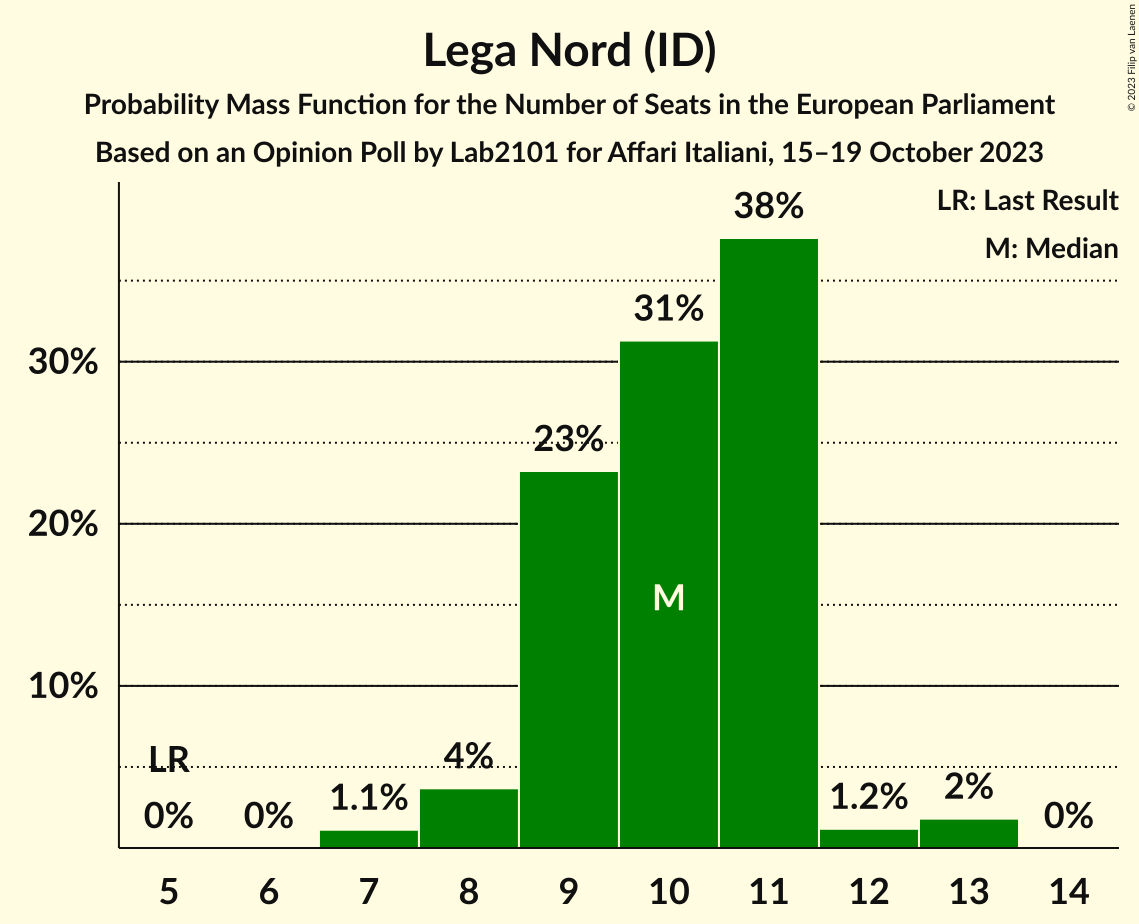 Lega Nord (ID)
Probability Mass Function for the Number of Seats in the European Parliament
Based on an Opinion Poll by Lab2101 for Affari Italiani, 15–19 October 2023
© 2023 Filip van Laenen
LR: Last Result
M: Median
38%
31%
30%
23%
20%
M
10%
LR
4%
2%
1.1%
1.2%
0%
0%
0%
5 6 7 8 9 10 11 12 13 14